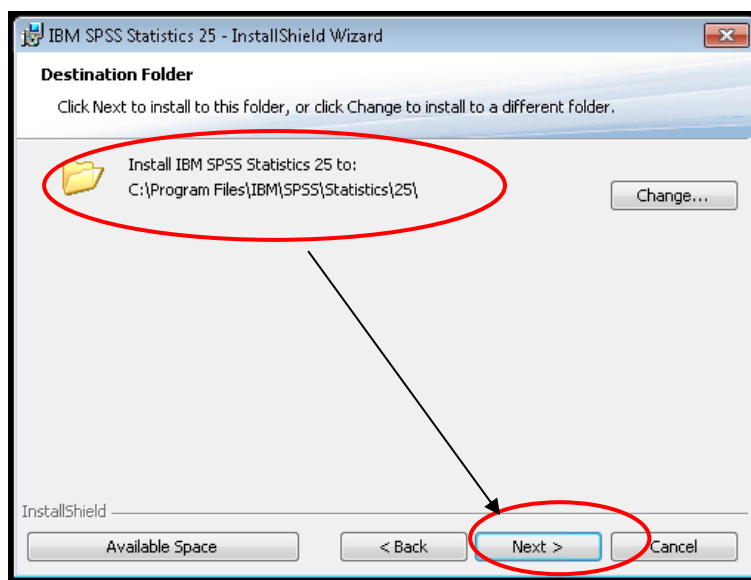 IBM SPSS Statistics 25 - InstallShield Wizard
Destination Folder
Click Next to install to this folder, or click Change to install to a different folder.
Install IBM SPSS Statistics 25 to:
C:\Program Files\IBM\SPSS\Statistics\25\
Change...
InstallShield
Available Space
< Back
Next >
Cancel